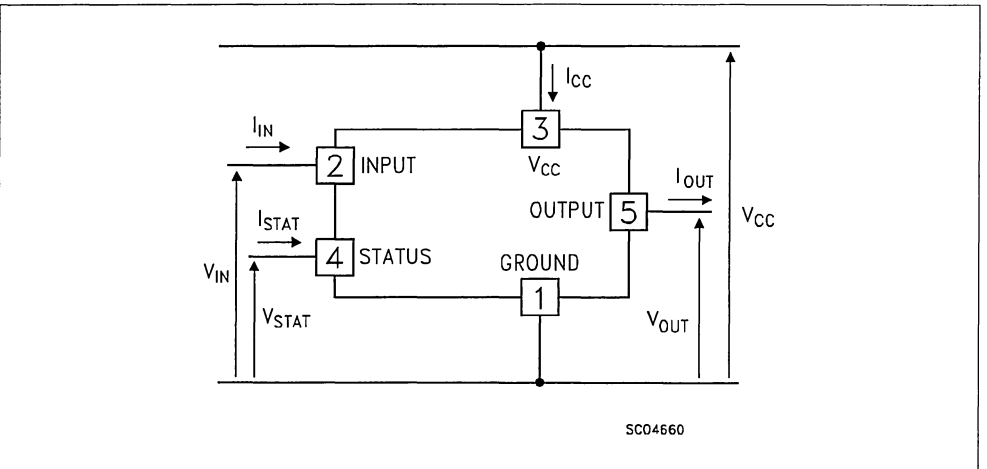 I_CC
3
V_CC
I_IN
2 INPUT
I_OUT
OUTPUT 5
V_CC
I_STAT
4 STATUS
GROUND
1
V_IN
V_STAT
V_OUT
SC04660